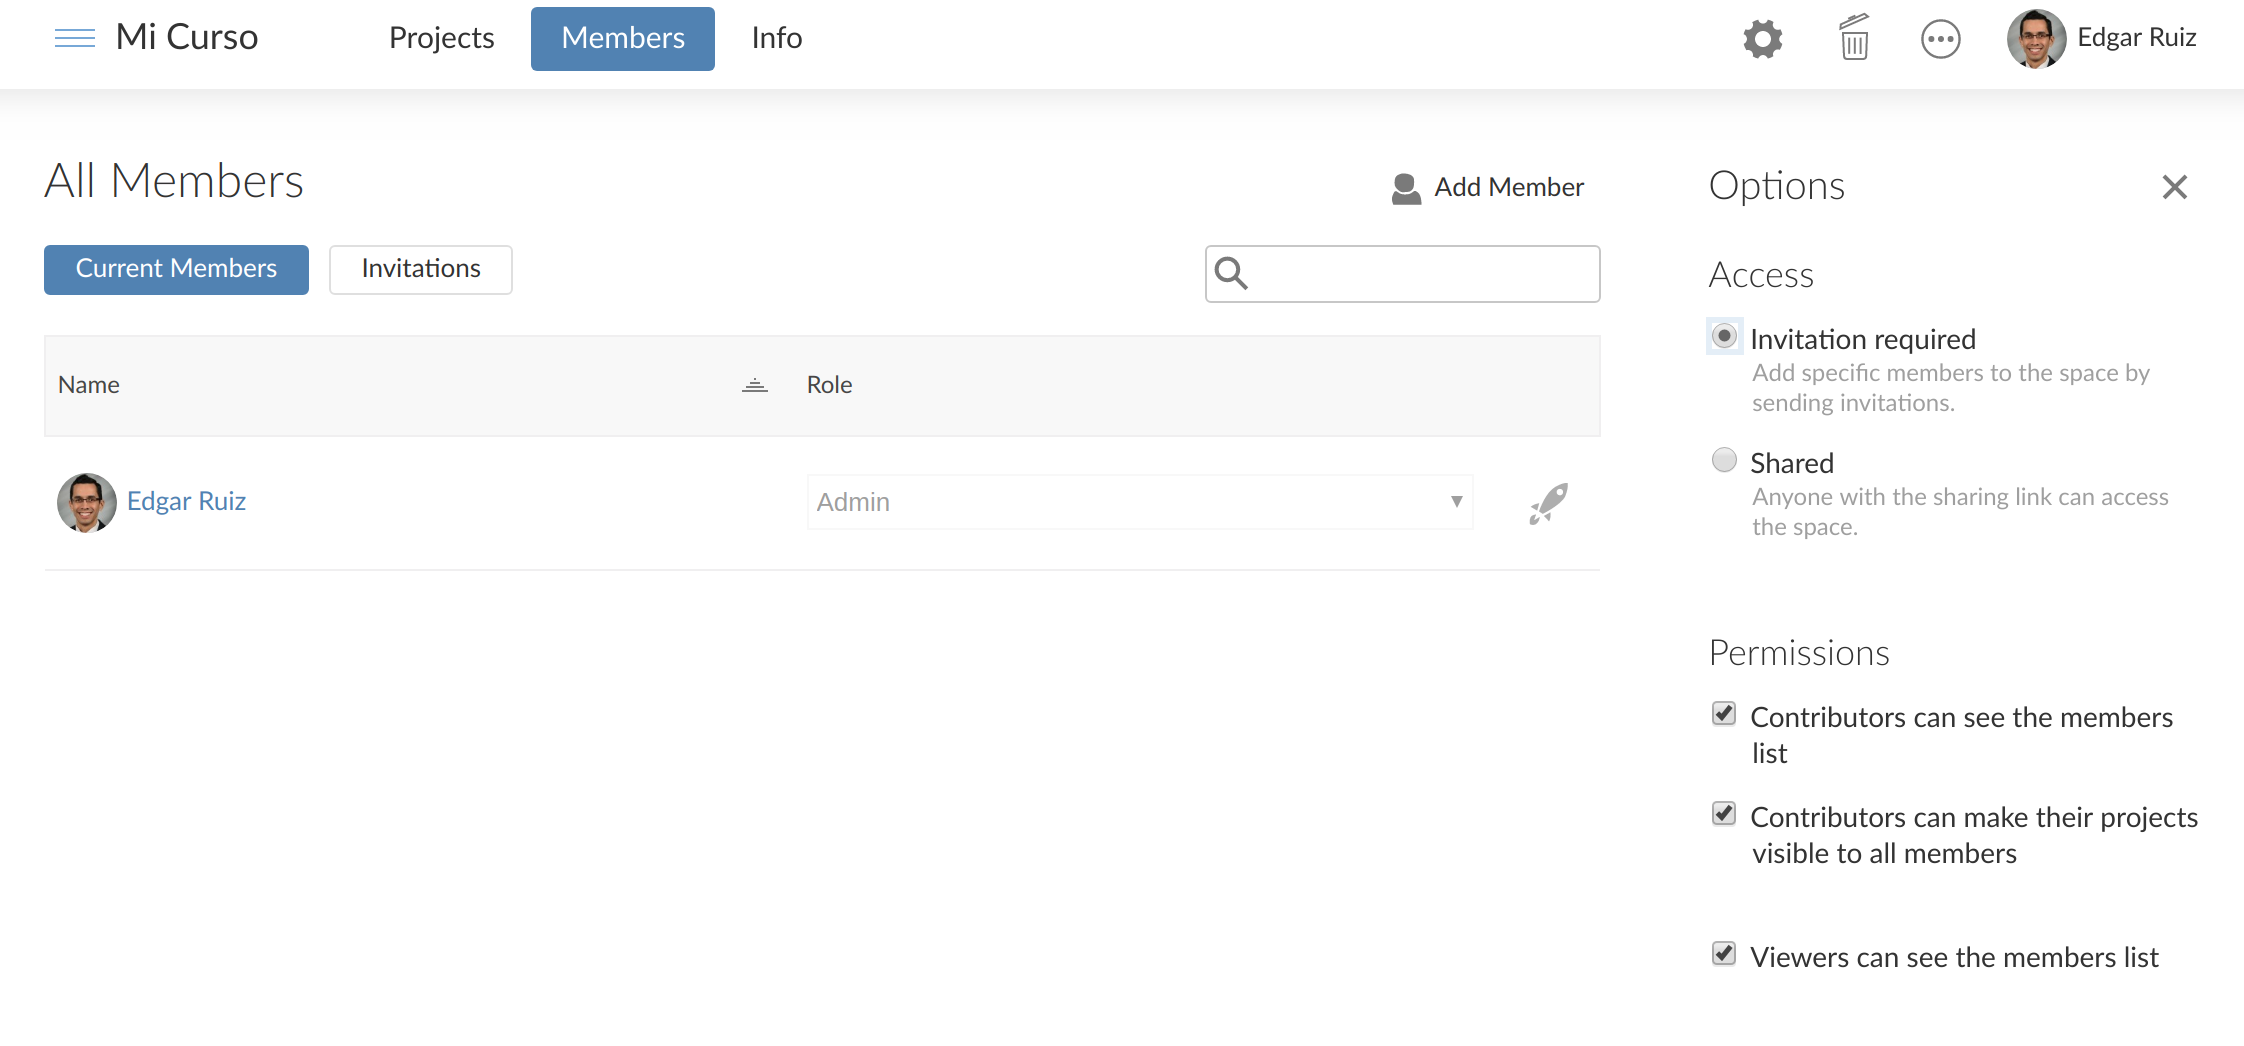 Mi Curso
Projects
Members
Info
Edgar Ruiz
All Members
Add Member
Current Members
Invitations
Name
Role
Edgar Ruiz
Admin
Options
Access
Invitation required
Add specific members to the space by
sending invitations.
Shared
Anyone with the sharing link can access
the space.
Permissions
Contributors can see the members
list
Contributors can make their projects
visible to all members
Viewers can see the members list